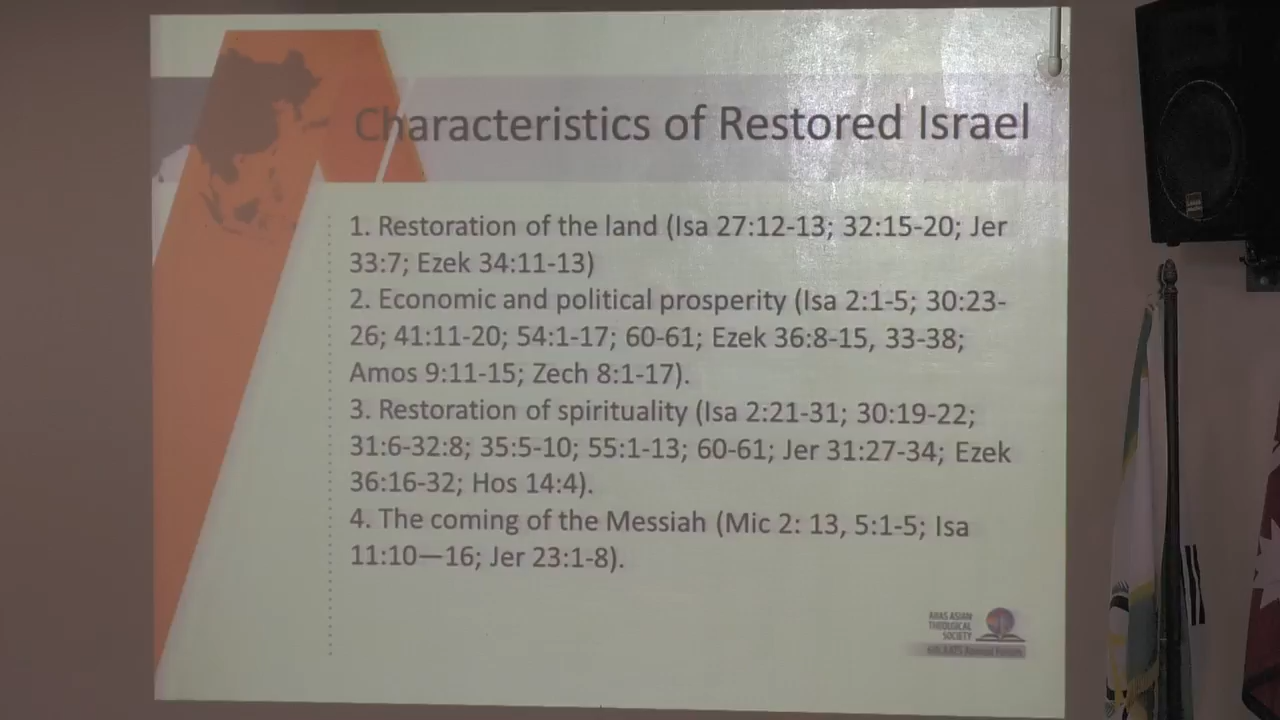 Characteristics of Restored Israel
1. Restoration of the land (Isa 27:12-13; 32:15-20; Jer
33:7; Ezek 34:11-13)
2. Economic and political prosperity (Isa 2:1-5; 30:23-
26; 41:11-20; 54:1-17; 60-61; Ezek 36:8-15, 33-38;
Amos 9:11-15; Zech 8:1-17).
3. Restoration of spirituality (Isa 2:21-31; 30:19-22;
31:6-32:8; 35:5-10; 55:1-13; 60-61; Jer 31:27-34; Ezek
36:16-32; Hos 14:4).
4. The coming of the Messiah (Mic 2: 13, 5:1-5; Isa
11:10—16; Jer 23:1-8).
ASIAN
THEOLOGICAL
SOCIETY
Annual Forum